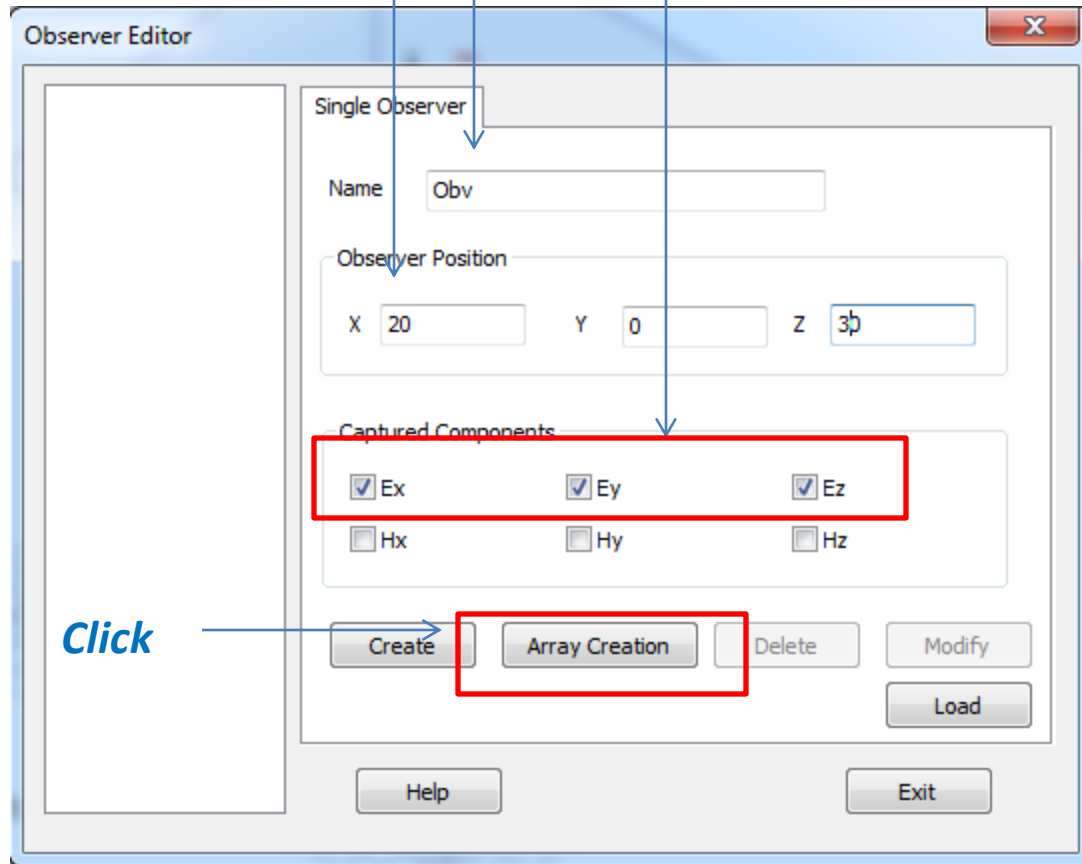 Observer Editor
Single Observer
Name Obv
Observer Position
X 20 Y 0 Z 30
Captured Components
Ex Ey Ez
Hx Hy Hz
Click
Create Array Creation Delete Modify
Load
Help Exit